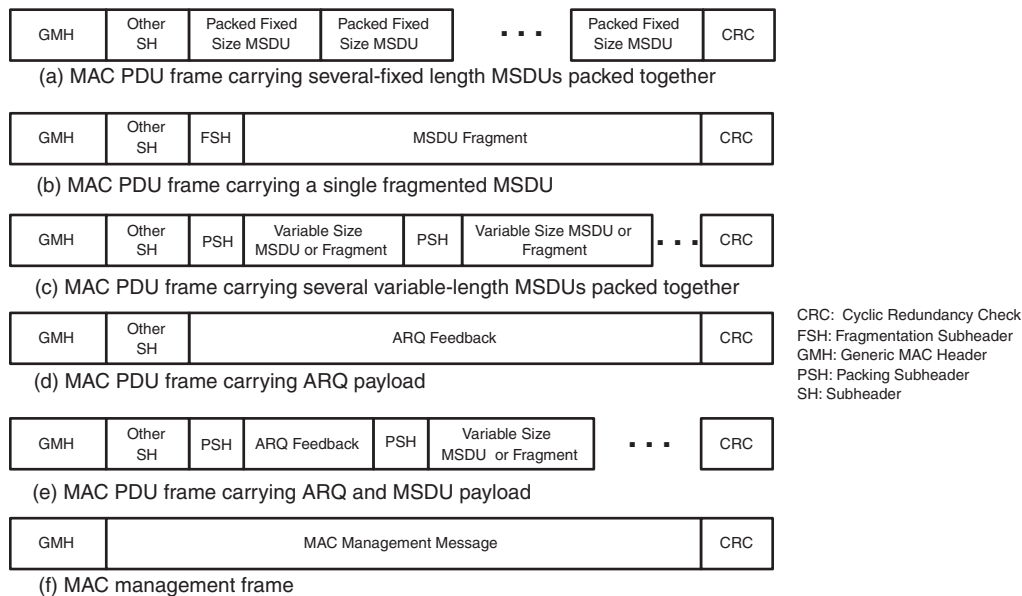 GMH
Other
SH
Packed Fixed
Size MSDU
Packed Fixed
Size MSDU
. . .
Packed Fixed
Size MSDU
CRC
(a) MAC PDU frame carrying several-fixed length MSDUs packed together
GMH
Other
SH
FSH
MSDU Fragment
CRC
(b) MAC PDU frame carrying a single fragmented MSDU
GMH
Other
SH
PSH
Variable Size
MSDU or Fragment
PSH
Variable Size MSDU or
Fragment
. . .
CRC
(c) MAC PDU frame carrying several variable-length MSDUs packed together
GMH
Other
SH
ARQ Feedback
CRC
(d) MAC PDU frame carrying ARQ payload
CRC: Cyclic Redundancy Check
FSH: Fragmentation Subheader
GMH: Generic MAC Header
PSH: Packing Subheader
SH: Subheader
GMH
Other
SH
PSH
ARQ Feedback
PSH
Variable Size
MSDU or Fragment
. . .
CRC
(e) MAC PDU frame carrying ARQ and MSDU payload
GMH
MAC Management Message
CRC
(f) MAC management frame